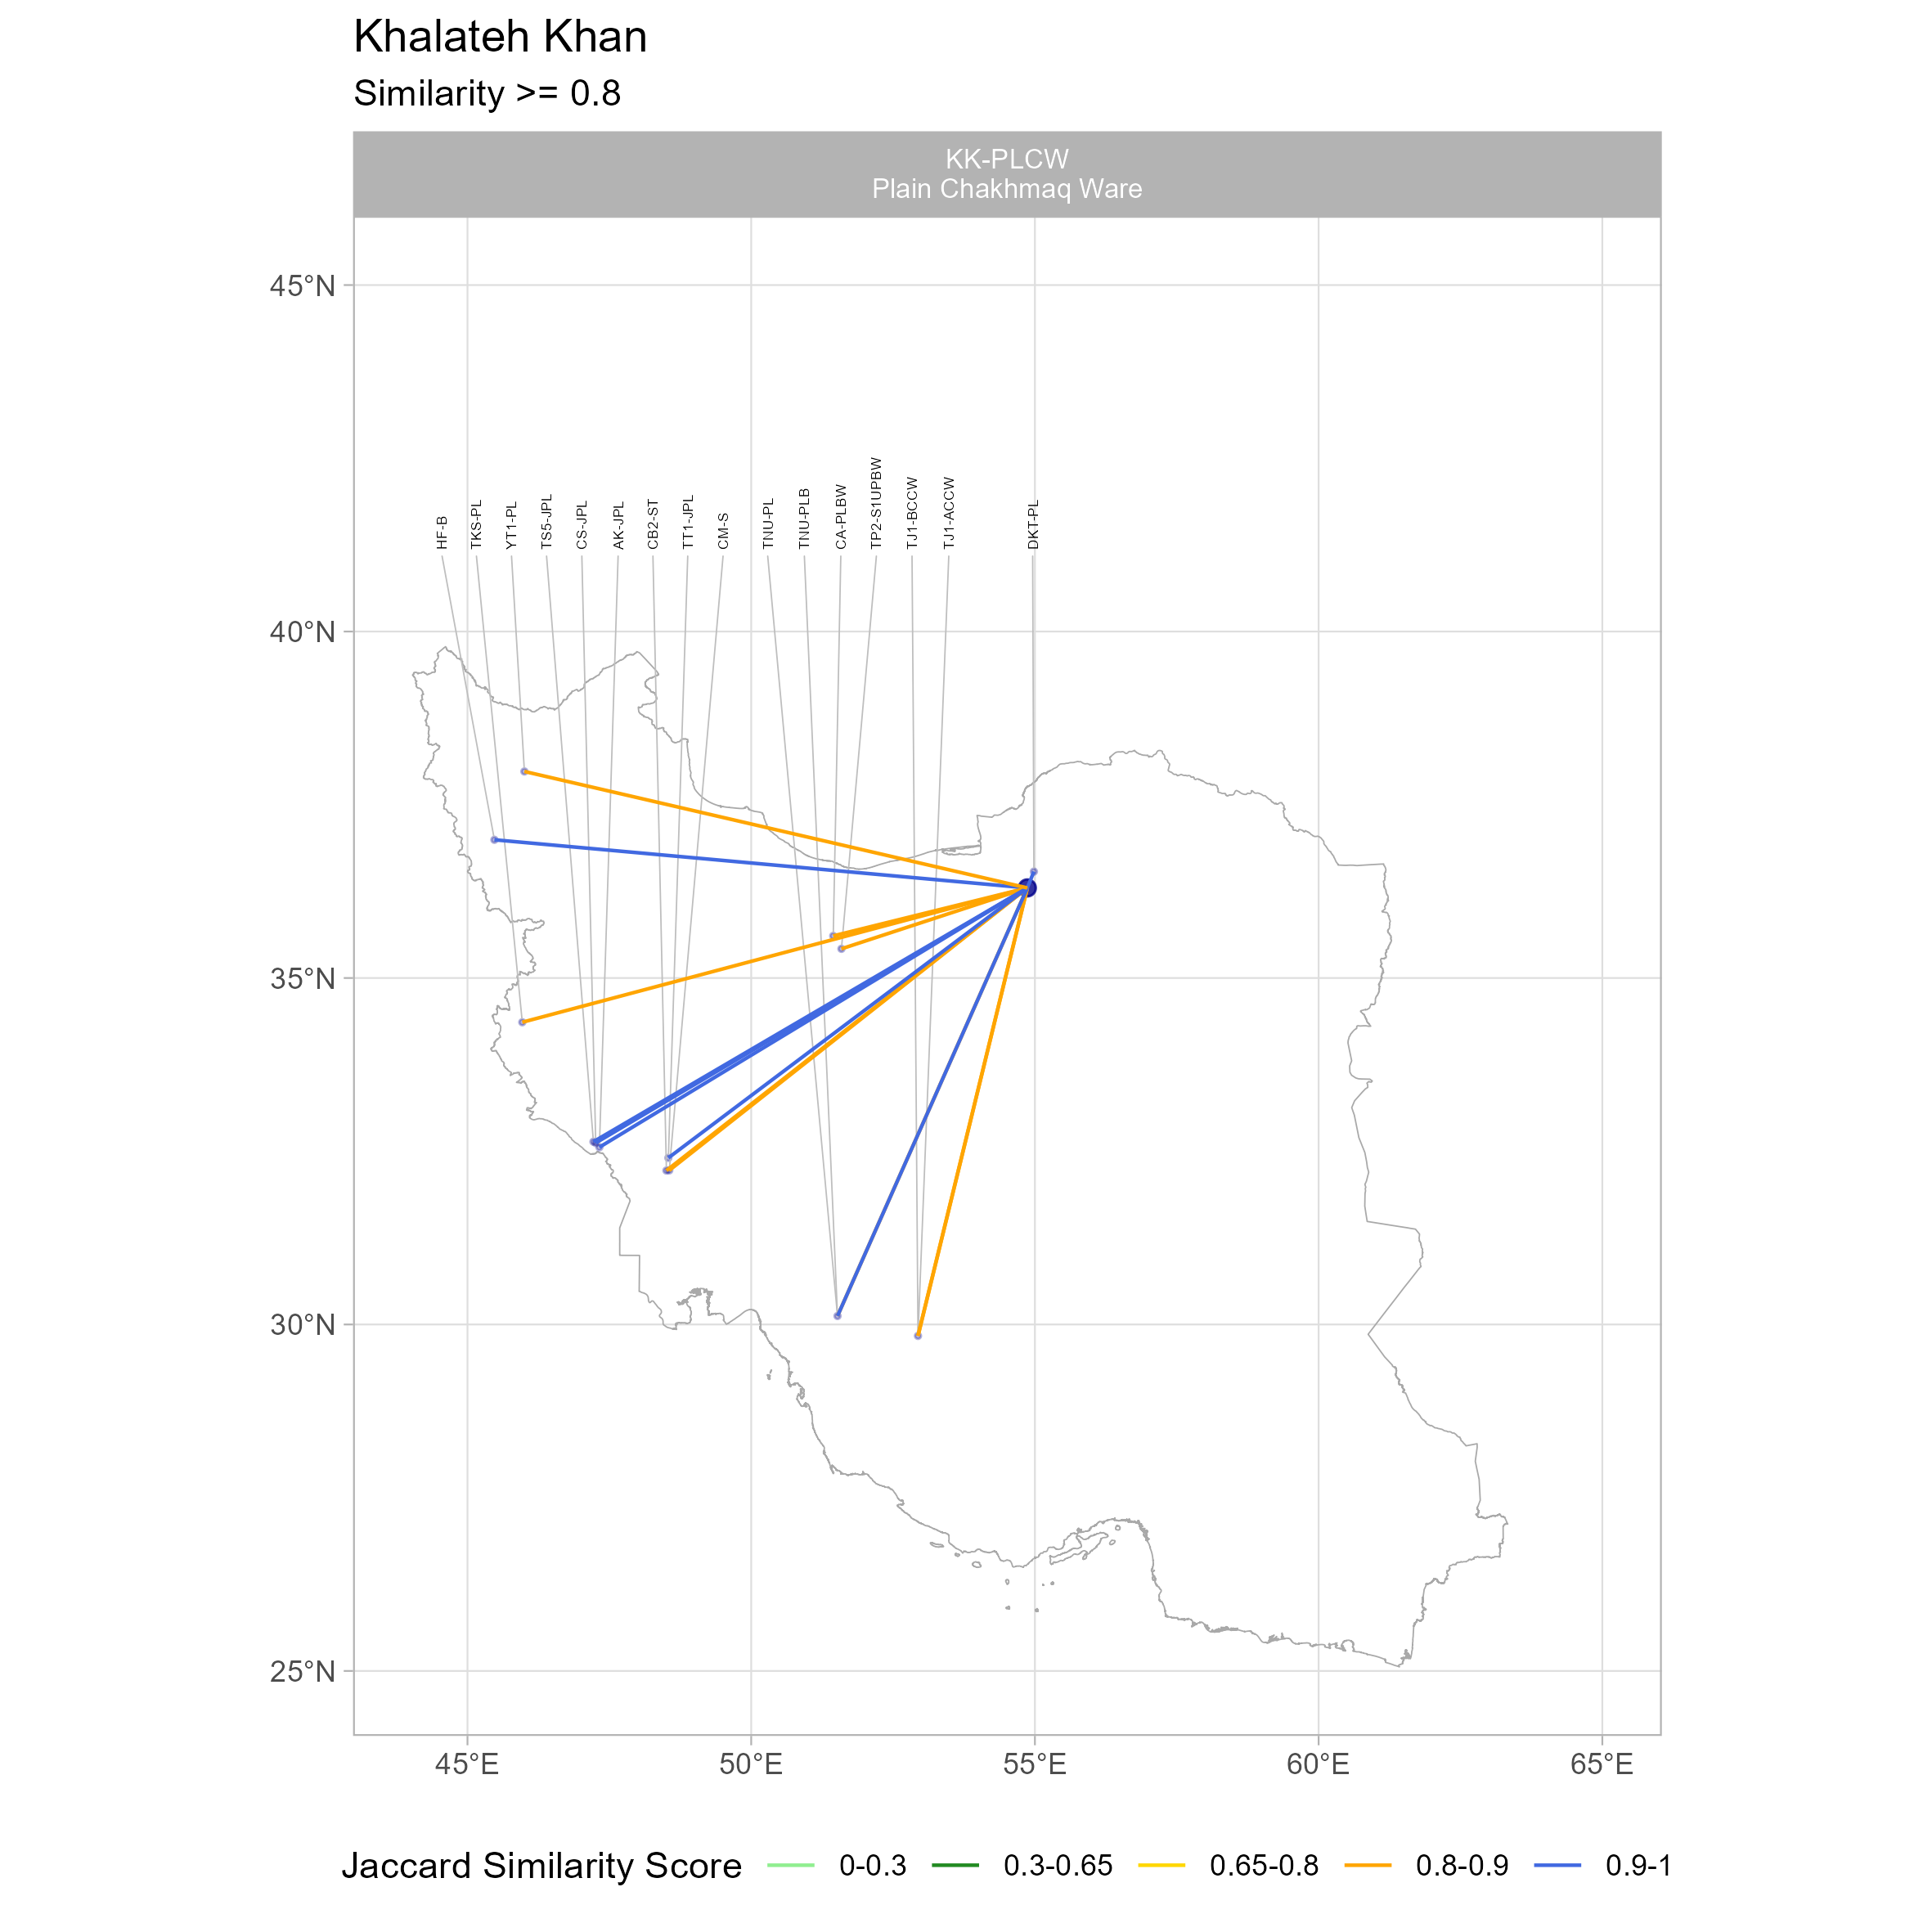 Khalateh Khan
Similarity >= 0.8
KK-PLCW
Plain Chakhmaq Ware
45°N
40°N
35°N
30°N
25°N
HF-B
TKS-PL
YT1-PL
TS5-JPL
CS-JPL
AK-JPL
CB2-ST
TT1-JPL
CM-S
TNU-PL
TNU-PLB
CA-PLBW
TP2-S1UPBW
TJ1-BCCW
TJ1-ACCW
DKT-PL
45°E
50°E
55°E
60°E
65°E
Jaccard Similarity Score 0-0.3 0.3-0.65 0.65-0.8 0.8-0.9 0.9-1